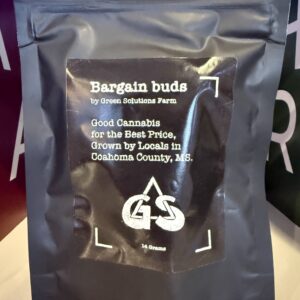 Bargain buds
by Green Solutions Farm
Good Cannabis
for the Best Price,
Grown by Locals in
Coahoma County, MS.
GS
14 Grams